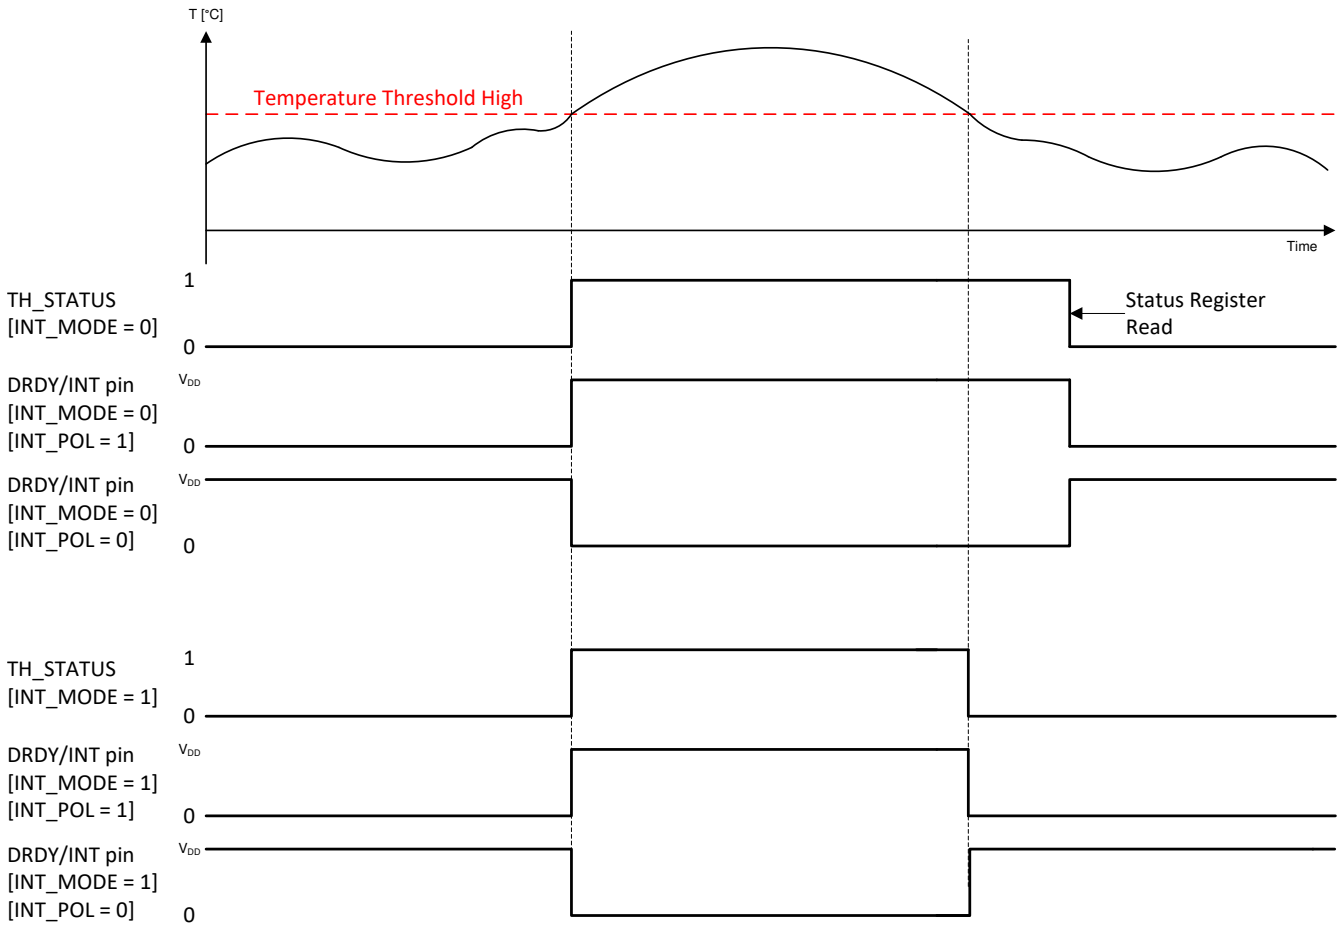 T [°C]
Temperature Threshold High
Time
TH_STATUS
[INT_MODE = 0]
1
0
Status Register
Read
DRDY/INT pin
[INT_MODE = 0]
[INT_POL = 1]
VDD
0
DRDY/INT pin
[INT_MODE = 0]
[INT_POL = 0]
VDD
0
TH_STATUS
[INT_MODE = 1]
1
0
DRDY/INT pin
[INT_MODE = 1]
[INT_POL = 1]
VDD
0
DRDY/INT pin
[INT_MODE = 1]
[INT_POL = 0]
VDD
0